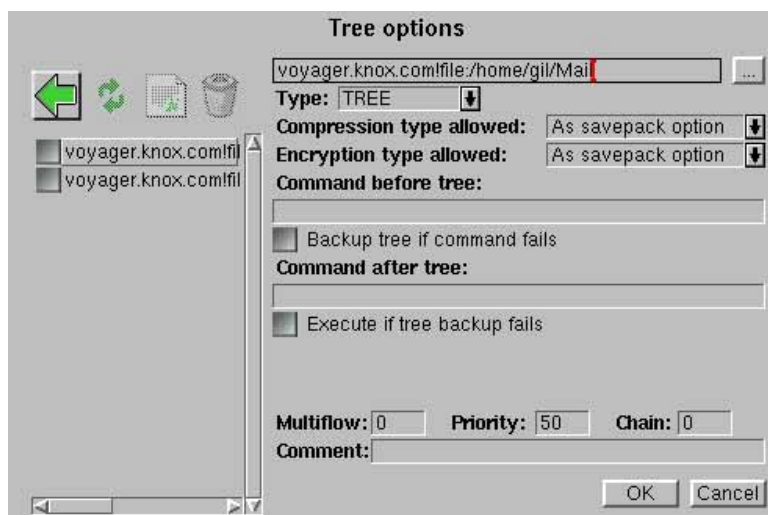 Tree options
voyager.knox.com!file:/home/gil/Mail
...
Type: TREE
Compression type allowed: As savepack option
Encryption type allowed: As savepack option
voyager.knox.com!fil
voyager.knox.com!fil
Command before tree:
Backup tree if command fails
Command after tree:
Execute if tree backup fails
Multiflow: 0 Priority: 50 Chain: 0
Comment:
OK Cancel